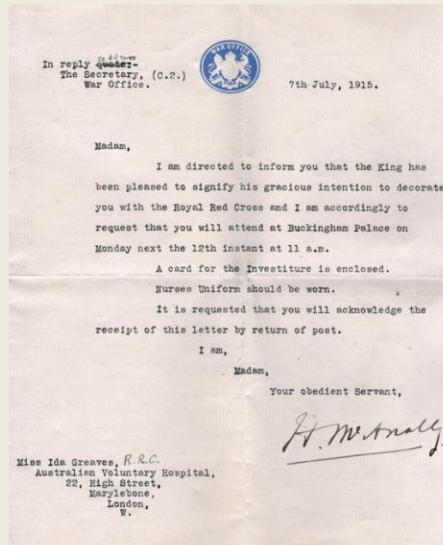 In reply quote:-
The Secretary, (C.2.)
War Office.
WAR OFFICE
7th July, 1915.
Madam,
I am directed to inform you that the King has
been pleased to signify his gracious intention to decorate
you with the Royal Red Cross and I am accordingly to
request that you will attend at Buckingham Palace on
Monday next the 12th instant at 11 a.m.
A card for the Investiture is enclosed.
Nurses Uniform should be worn.
It is requested that you will acknowledge the
receipt of this letter by return of post.
I am,
Madam,
Your obedient Servant,
H. McAnally
Miss Ida Greaves, R.R.C.
Australian Voluntary Hospital,
22, High Street,
Marylebone,
London,
W.